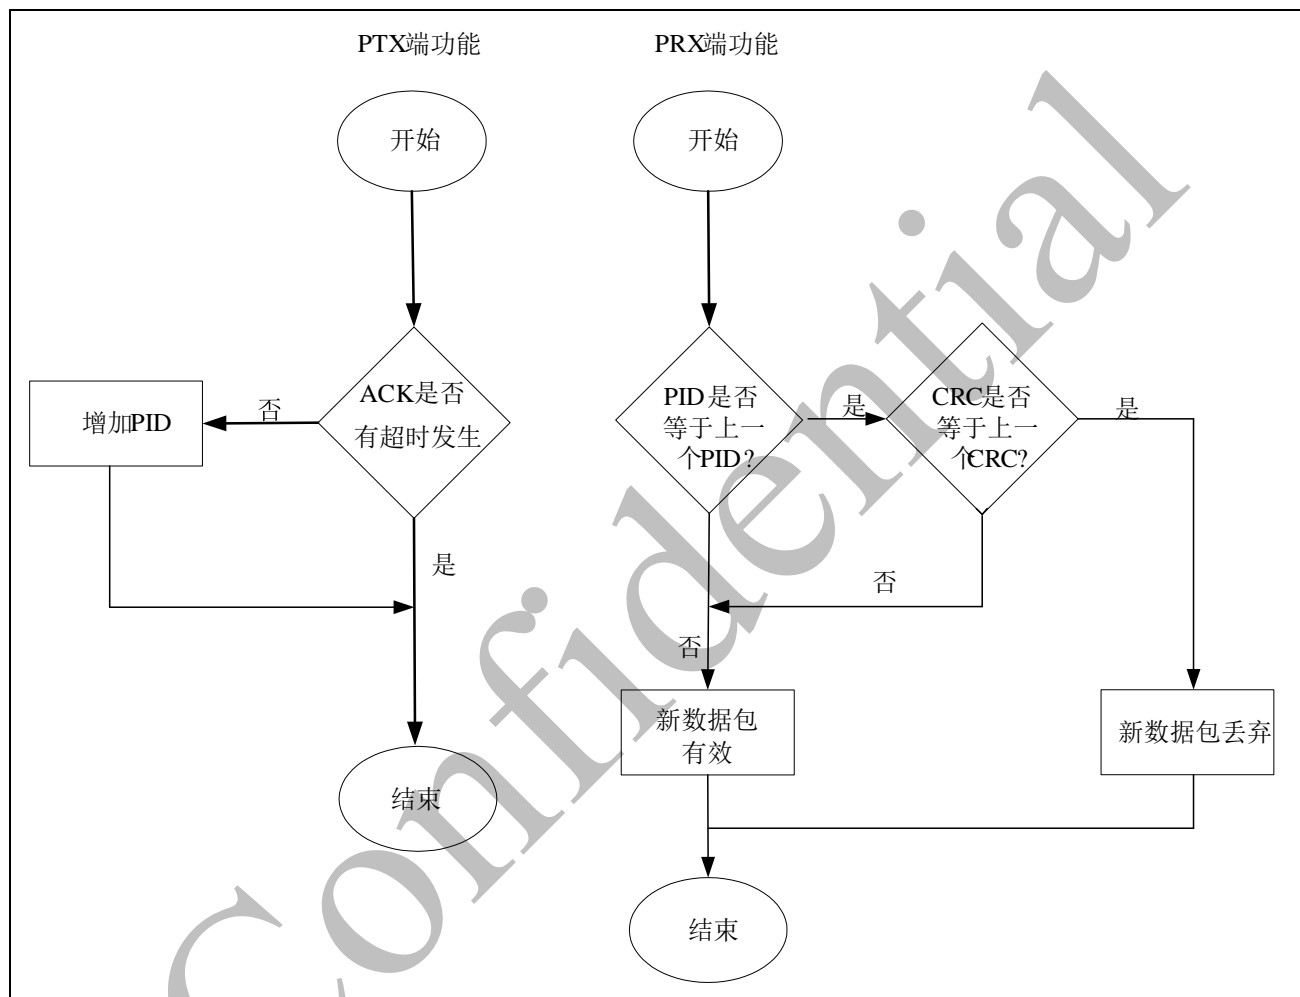 PTX端功能
PRX端功能
开始
开始
ACK是否
有超时发生
否
增加PID
是
结束
PID是否
等于上一
个PID?
是
CRC是否
等于上一
个CRC?
是
否
否
新数据包
有效
新数据包丢弃
结束
Confidential